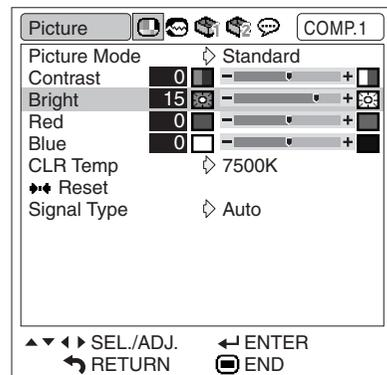 Picture COMP.1
Picture Mode Standard
Contrast 0 - +
Bright 15 - +
Red 0 - +
Blue 0 - +
CLR Temp 7500K
Reset
Signal Type Auto
SEL./ADJ. ENTER
RETURN END